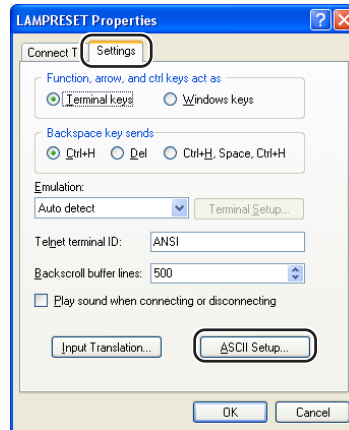 LAMPRESET Properties
Connect T Settings
Function, arrow, and ctrl keys act as
Terminal keys Windows keys
Backspace key sends
Ctrl+H Del Ctrl+H, Space, Ctrl+H
Emulation:
Auto detect Terminal Setup...
Telnet terminal ID: ANSI
Backscroll buffer lines: 500
Play sound when connecting or disconnecting
Input Translation... ASCII Setup...
OK Cancel